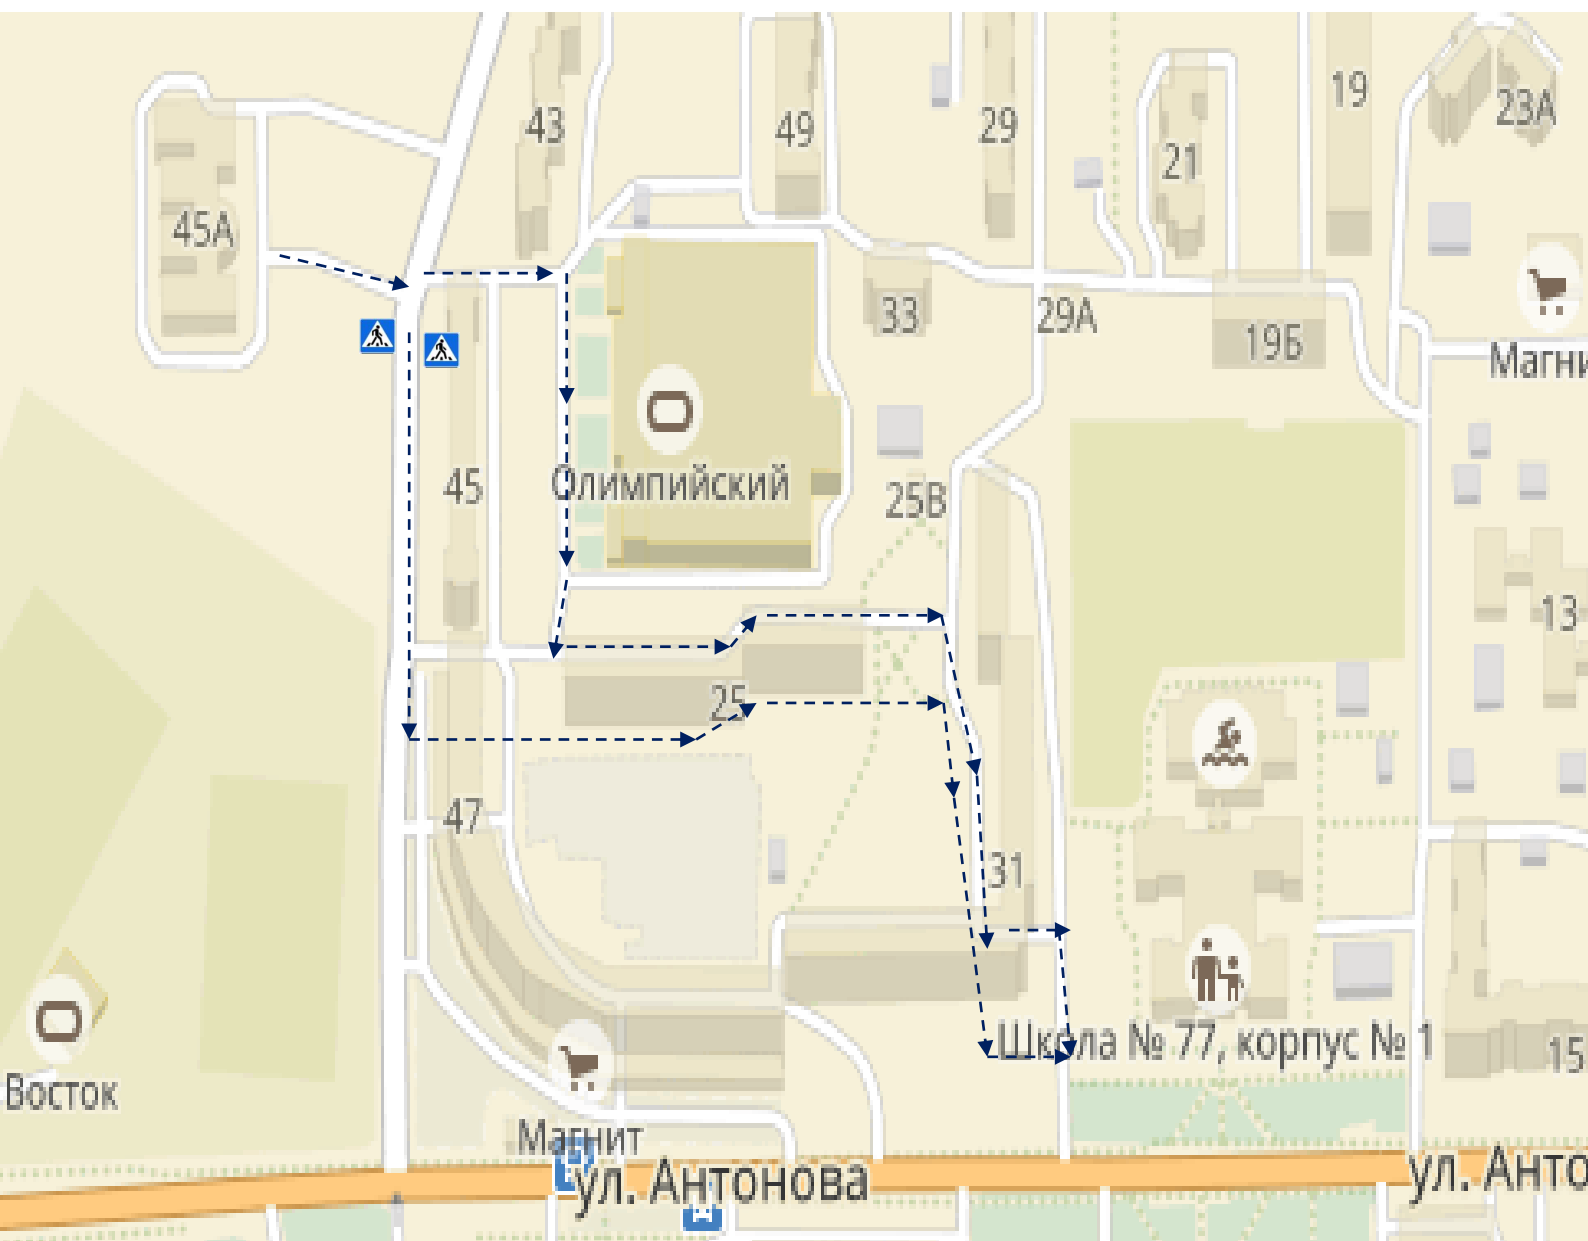 43
49
29
21
19
23А
45А
33
29А
19Б
Магни
45
Олимпийский
25В
13
25
47
31
Школа № 77, корпус № 1
15
Восток
Магнит
ул. Антонова
ул. Анто